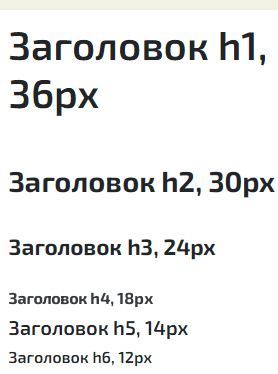 Заголовок h1,
36px
Заголовок h2, 30px
Заголовок h3, 24px
Заголовок h4, 18px
Заголовок h5, 14px
Заголовок h6, 12px